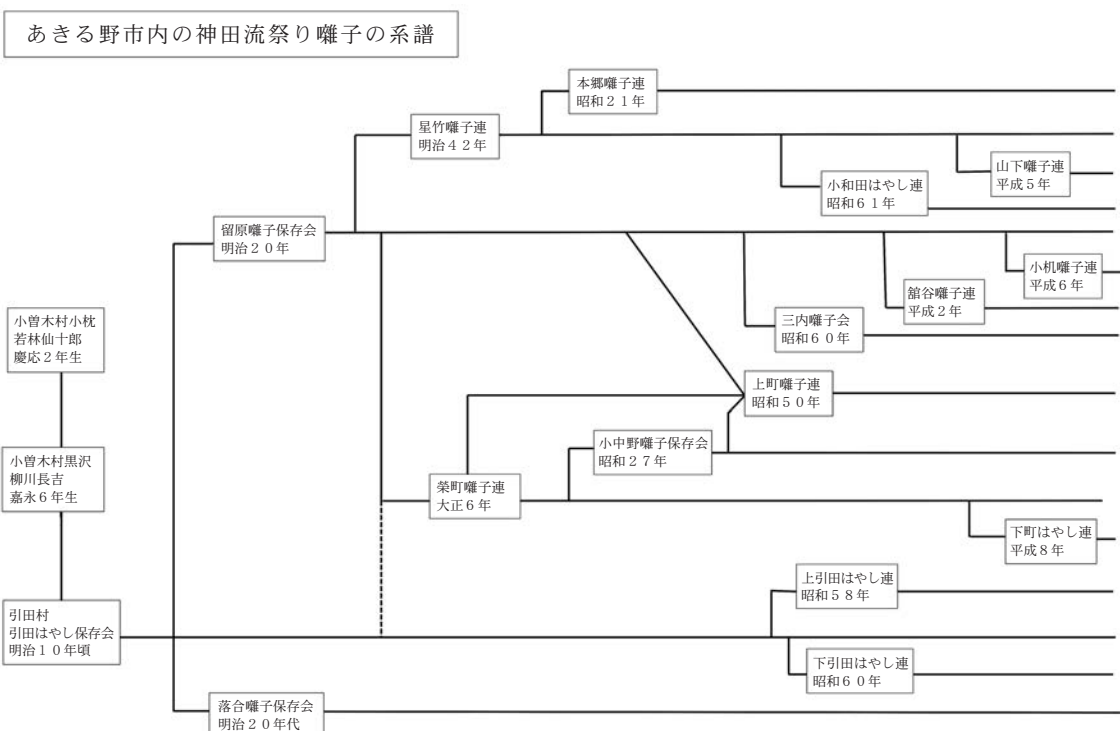 あきる野市内の神田流祭り囃子の系譜
本郷囃子連
昭和２１年
星竹囃子連
明治４２年
山下囃子連
平成５年
小和田はやし連
昭和６１年
留原囃子保存会
明治２０年
小机囃子連
平成６年
舘谷囃子連
平成２年
三内囃子会
昭和６０年
小曽木村小枕
若林仙十郎
慶応２年生
上町囃子連
昭和５０年
小中野囃子保存会
昭和２７年
小曽木村黒沢
柳川長吉
嘉永６年生
榮町囃子連
大正６年
下町はやし連
平成８年
上引田はやし連
昭和５８年
引田村
引田はやし保存会
明治１０年頃
下引田はやし連
昭和６０年
落合囃子保存会
明治２０年代